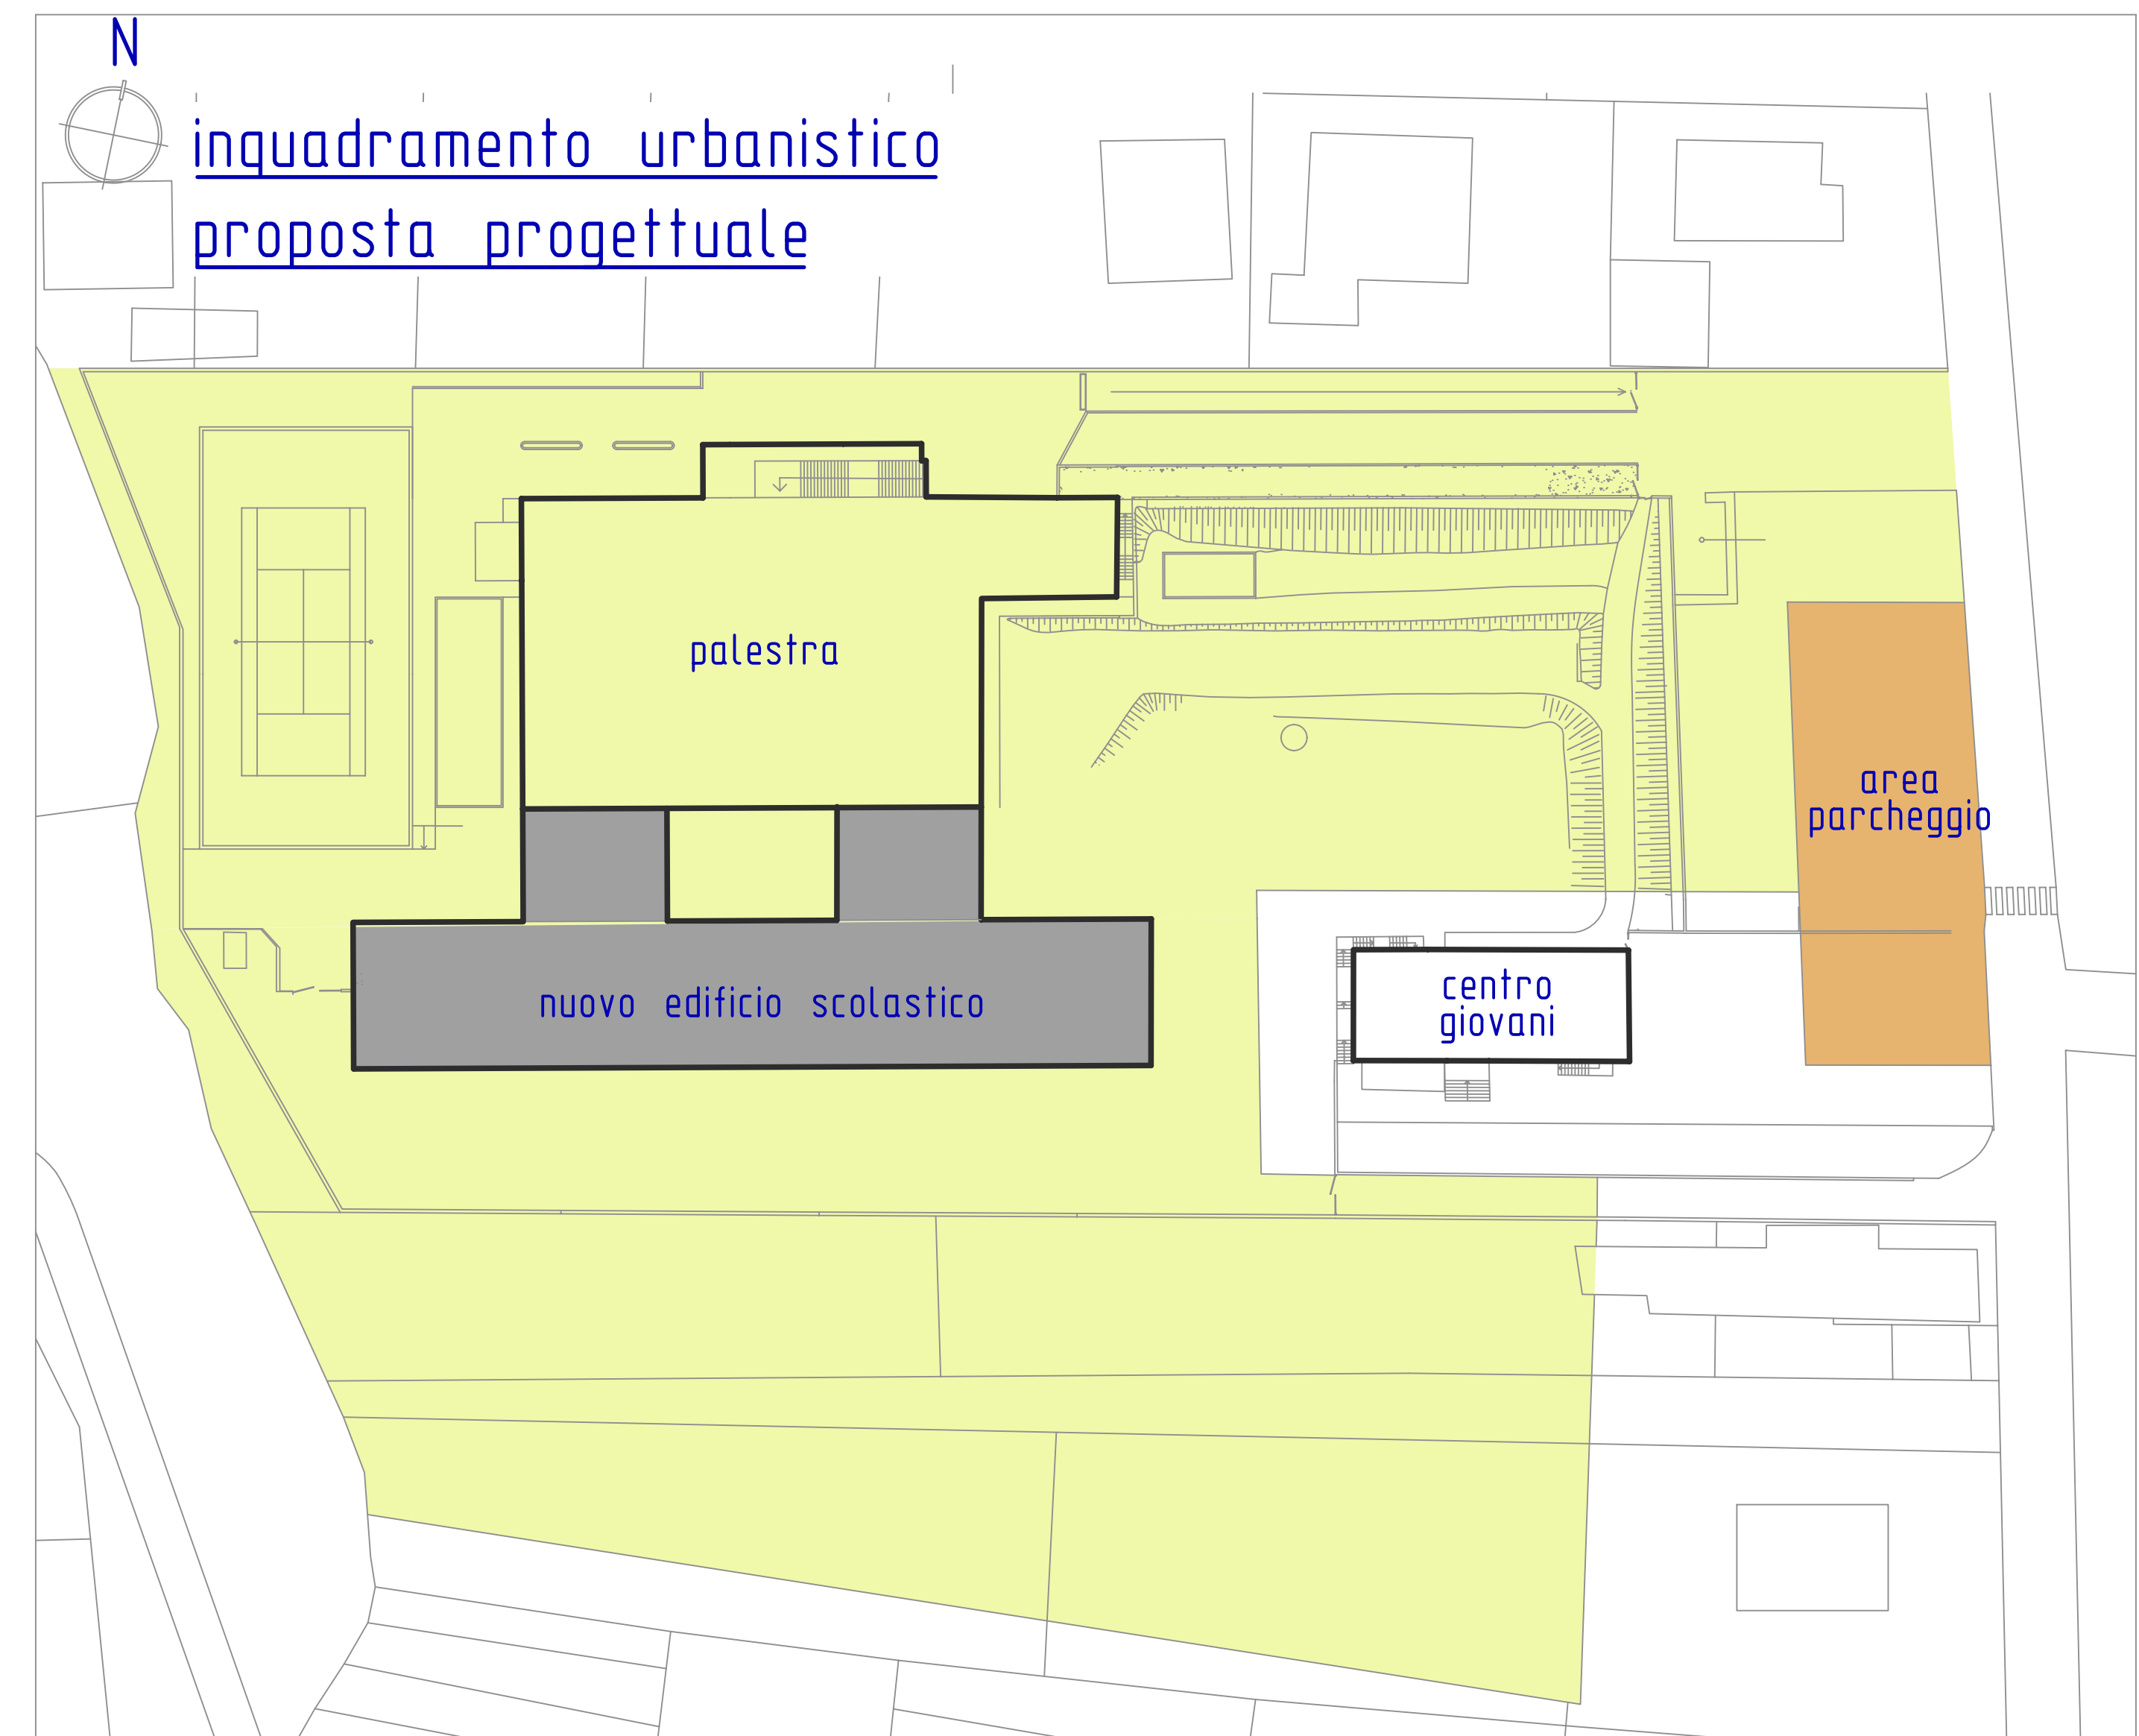 N
inquadramento urbanistico
proposta progettuale
palestra
area
parcheggio
nuovo edificio scolastico
centro
giovani